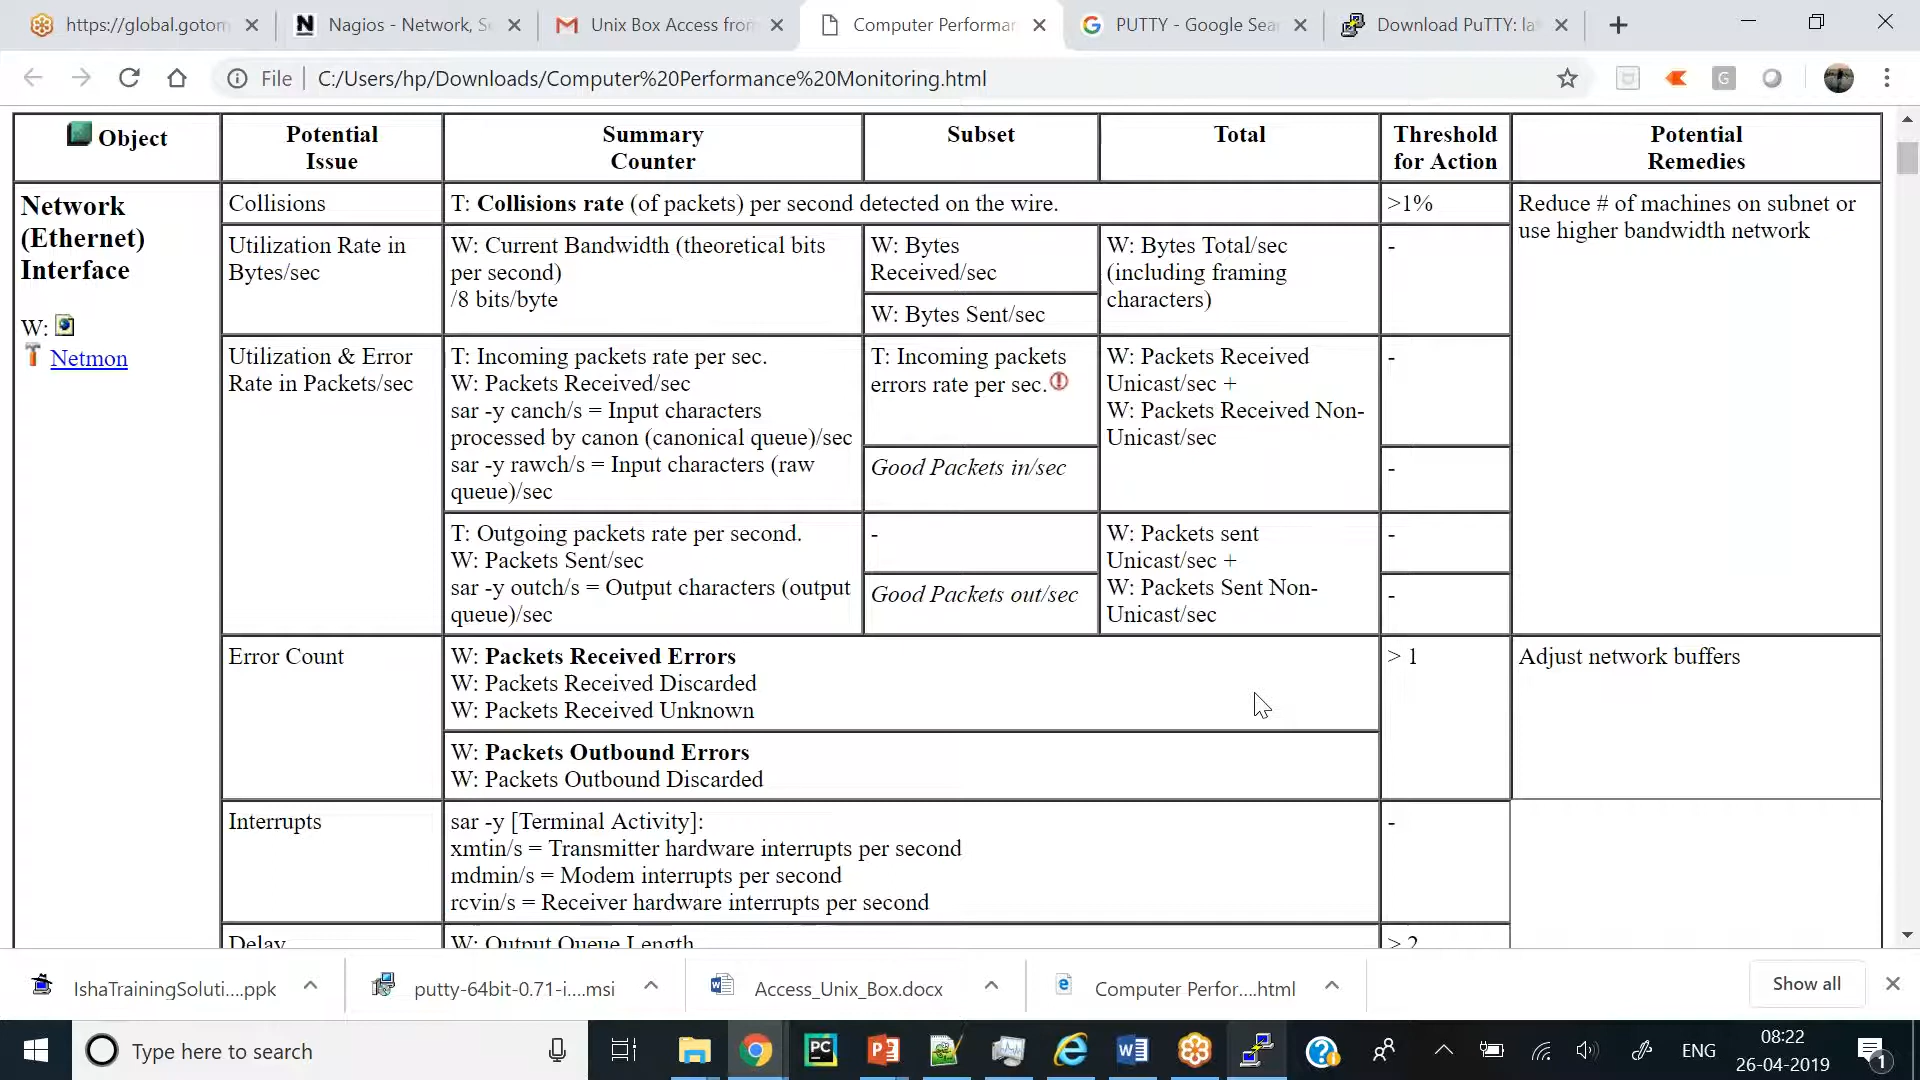 https://global.gotom
Nagios - Network, S
Unix Box Access from
Computer Performan
PUTTY - Google Sea
Download PuTTY: la
File
C:/Users/hp/Downloads/Computer%20Performance%20Monitoring.html
G
Object
Potential
Issue
Summary
Counter
Subset
Total
Threshold
for Action
Potential
Remedies
Network
(Ethernet)
Interface
W:
Netmon
Collisions
T: Collisions rate (of packets) per second detected on the wire.
>1%
Reduce # of machines on subnet or
use higher bandwidth network
Utilization Rate in
Bytes/sec
W: Current Bandwidth (theoretical bits
per second)
/8 bits/byte
W: Bytes
Received/sec
W: Bytes Sent/sec
W: Bytes Total/sec
(including framing
characters)
-
Utilization & Error
Rate in Packets/sec
T: Incoming packets rate per sec.
W: Packets Received/sec
sar -y canch/s = Input characters
processed by canon (canonical queue)/sec
sar -y rawch/s = Input characters (raw
queue)/sec
T: Incoming packets
errors rate per sec.
Good Packets in/sec
W: Packets Received
Unicast/sec +
W: Packets Received Non-
Unicast/sec
-
-
T: Outgoing packets rate per second.
W: Packets Sent/sec
sar -y outch/s = Output characters (output
queue)/sec
-
Good Packets out/sec
W: Packets sent
Unicast/sec +
W: Packets Sent Non-
Unicast/sec
-
-
Error Count
W: Packets Received Errors
W: Packets Received Discarded
W: Packets Received Unknown
W: Packets Outbound Errors
W: Packets Outbound Discarded
> 1
Adjust network buffers
Interrupts
sar -y [Terminal Activity]:
xmtin/s = Transmitter hardware interrupts per second
mdmin/s = Modem interrupts per second
rcvin/s = Receiver hardware interrupts per second
-
Delay
W: Output Queue Length
> 2
IshaTrainingSoluti....ppk
putty-64bit-0.71-i....msi
Access_Unix_Box.docx
Computer Perfor....html
Show all
Type here to search
PC
ENG
08:22
26-04-2019
1